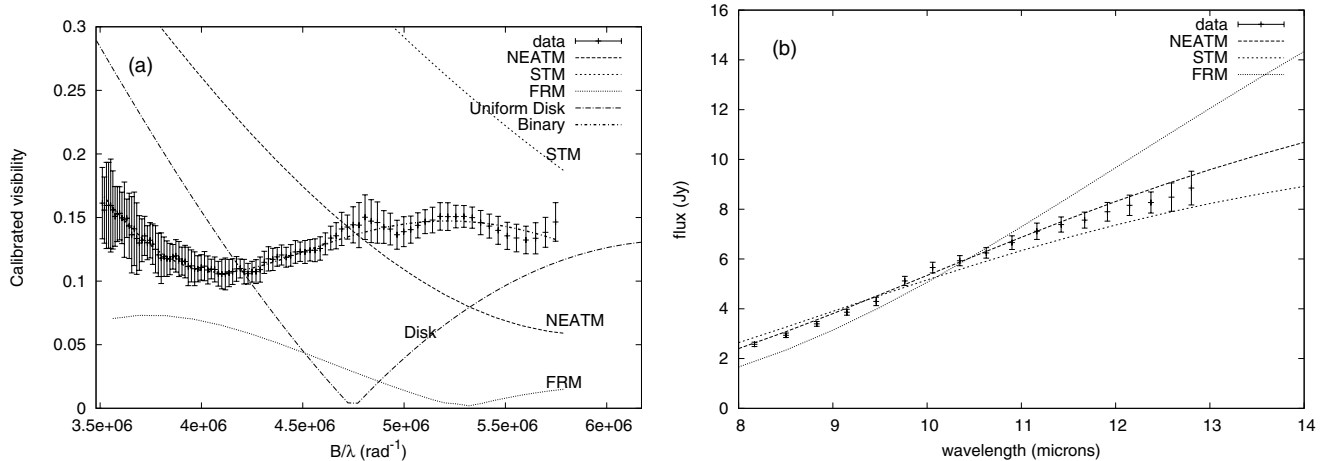 (a)
data
NEATM
STM
FRM
Uniform Disk
Binary
STM
NEATM
Disk
FRM
Calibrated visibility
0.3
0.25
0.2
0.15
0.1
0.05
0
3.5e+06 4e+06 4.5e+06 5e+06 5.5e+06 6e+06
B/λ (rad⁻¹)
(b)
data
NEATM
STM
FRM
flux (Jy)
16
14
12
10
8
6
4
2
0
8 9 10 11 12 13 14
wavelength (microns)